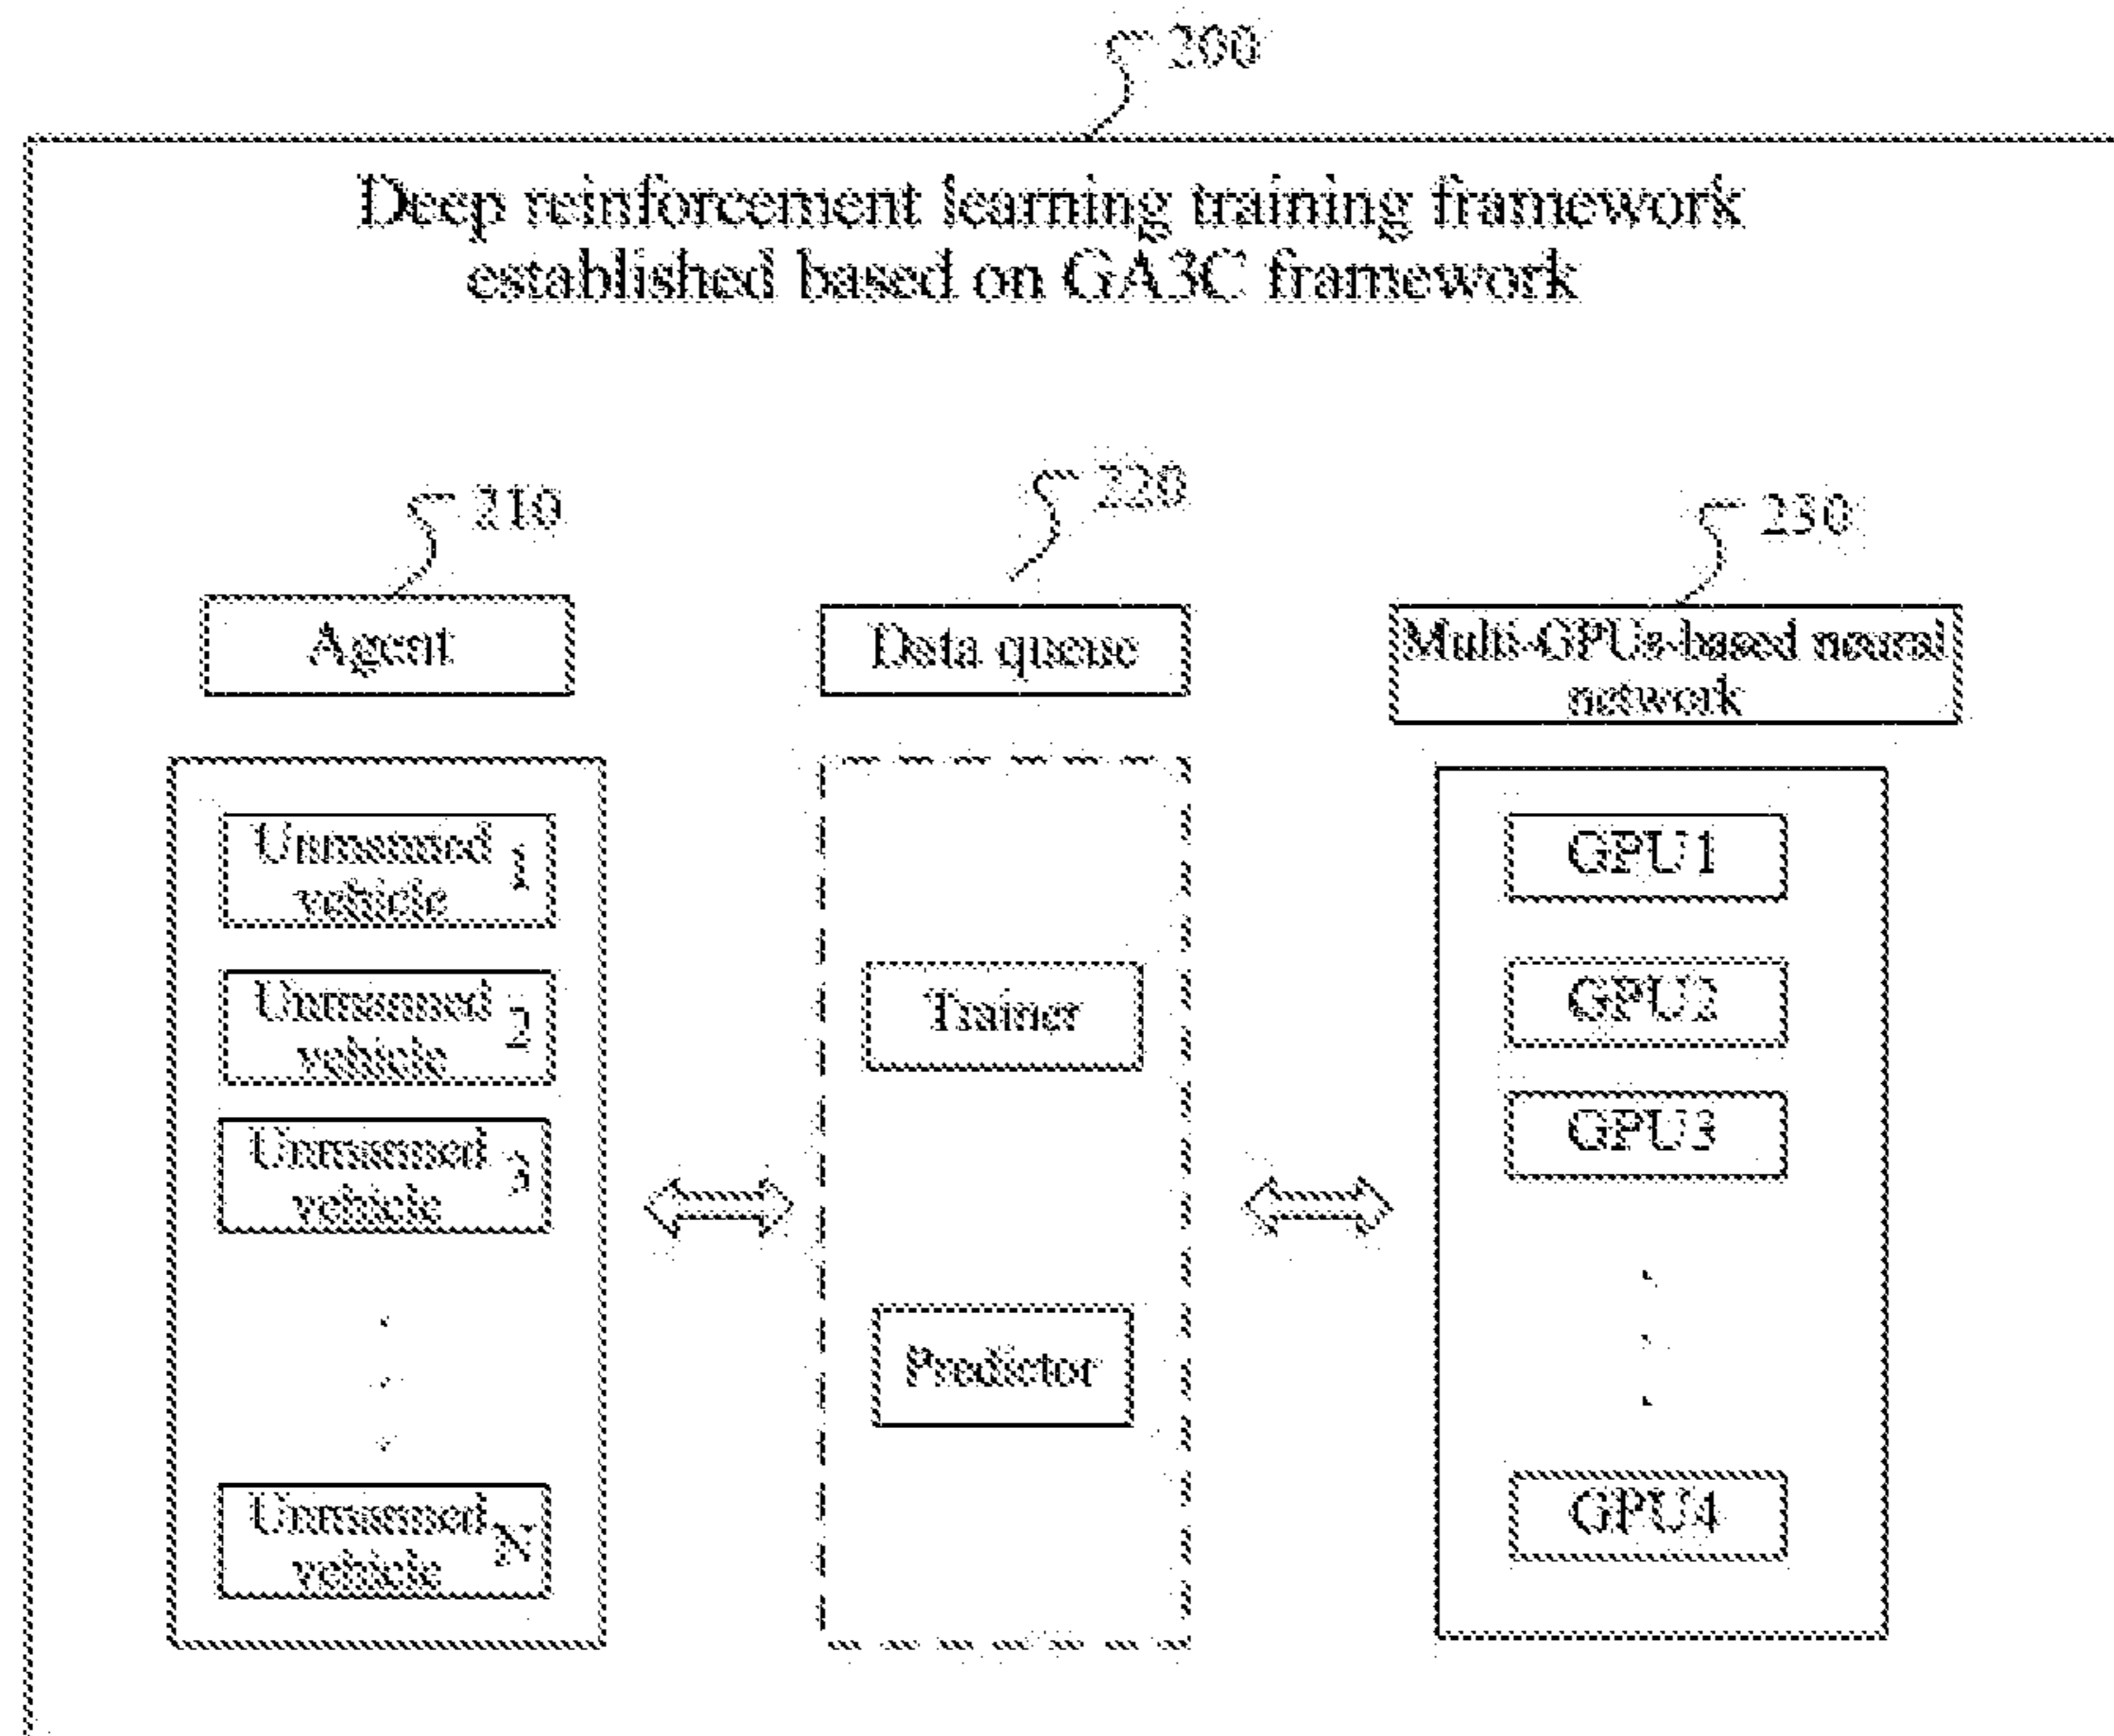 200
Deep reinforcement learning training framework
established based on GA3C framework
210
220
230
Agent
Data queue
Multi-GPUs-based neural
network
Unmanned
vehicle 1
Unmanned
vehicle 2
Unmanned
vehicle 3
Unmanned
vehicle N
Trainer
Predictor
GPU1
GPU2
GPU3
GPU4